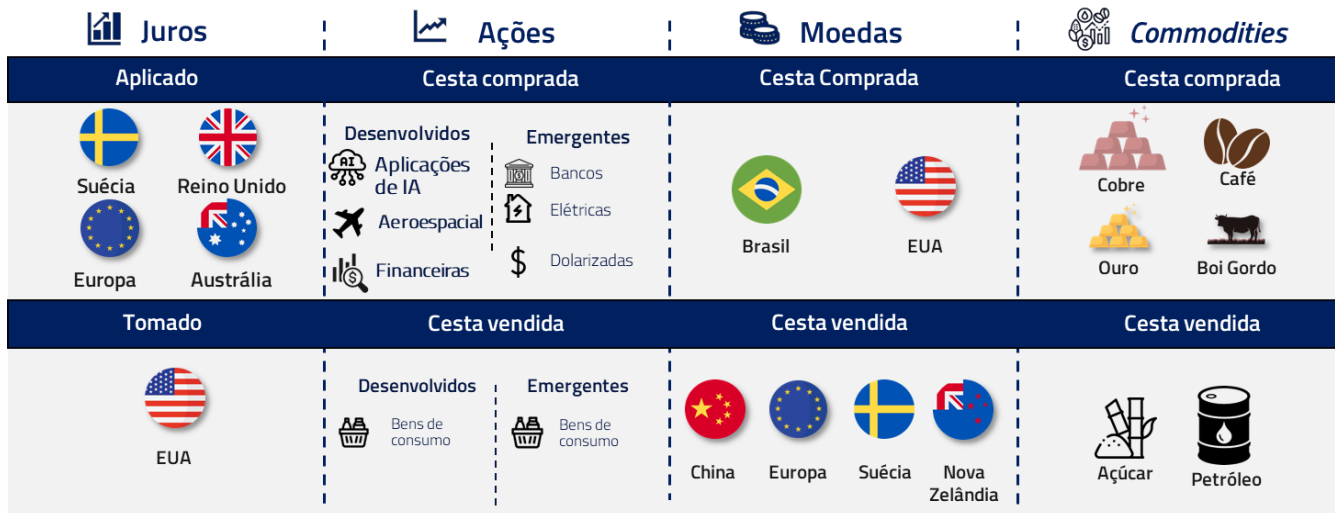 Juros
Ações
Moedas
Commodities
Aplicado
Cesta comprada
Cesta Comprada
Cesta comprada
Suécia
Reino Unido
Europa
Austrália
Desenvolvidos
AI
Aplicações
de IA
Aeroespacial
Financeiras
Emergentes
Bancos
Elétricas
$
Dolarizadas
Brasil
EUA
Cobre
Café
Ouro
Boi Gordo
Tomado
Cesta vendida
Cesta vendida
Cesta vendida
EUA
Desenvolvidos
Bens de
consumo
Emergentes
Bens de
consumo
China
Europa
Suécia
Nova
Zelândia
Açúcar
Petróleo